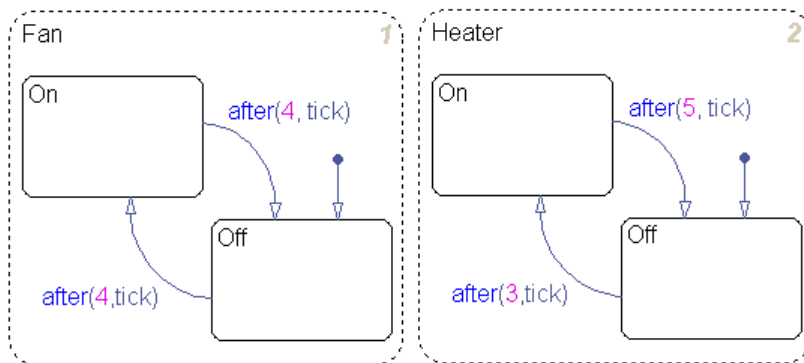 Fan 1
On
after(4, tick)
Off
after(4,tick)
Heater 2
On
after(5, tick)
Off
after(3,tick)